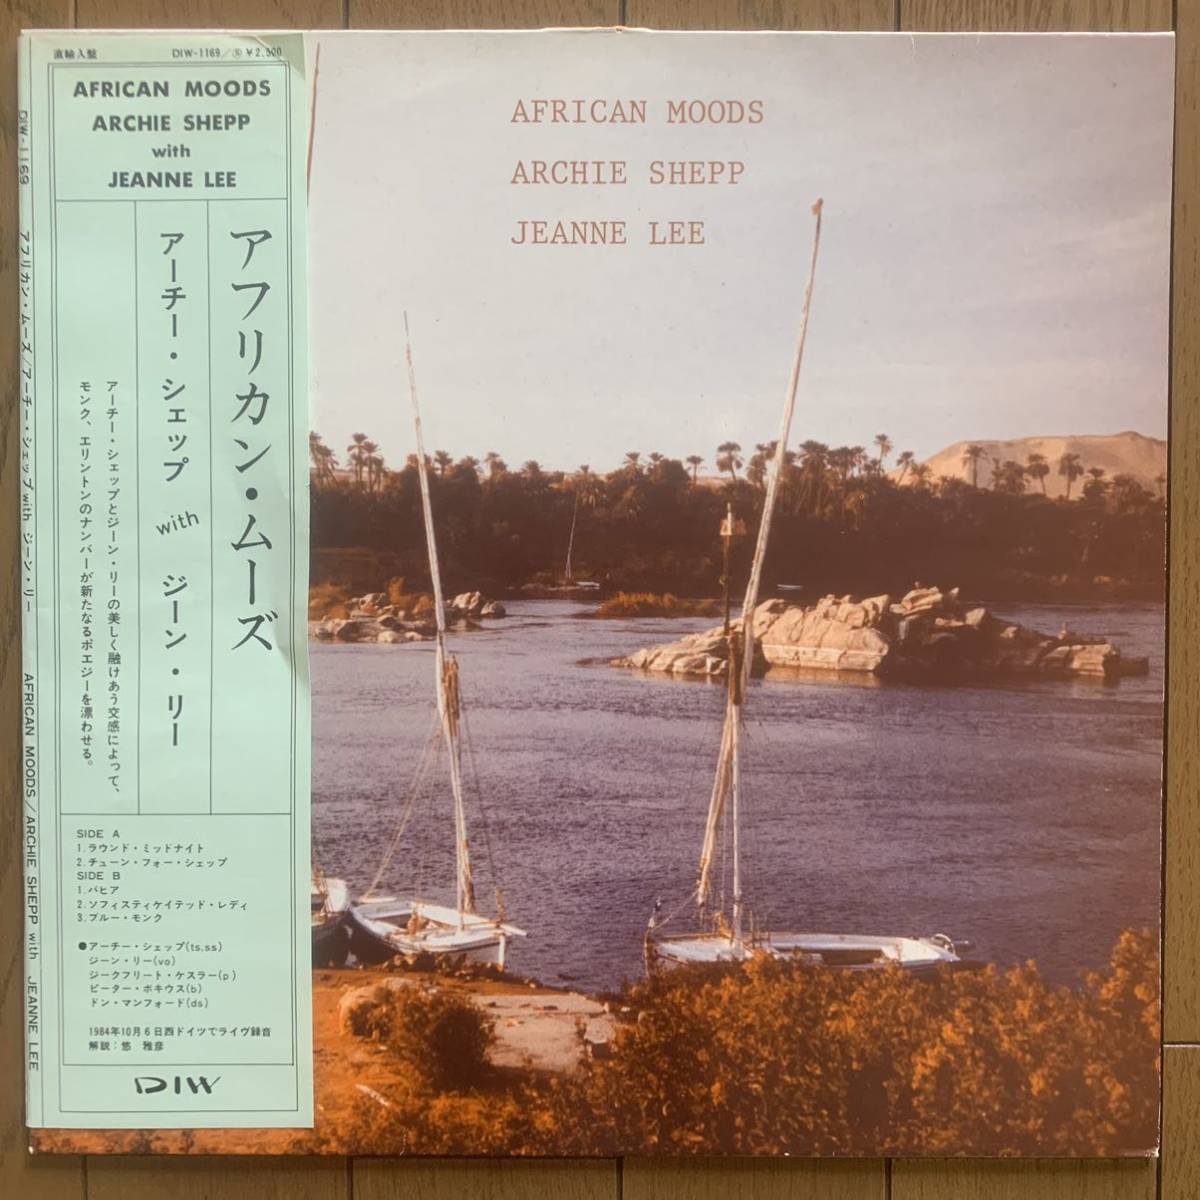 直輸入盤 DIW-1169/Ⓢ¥2,500
AFRICAN MOODS
ARCHIE SHEPP
with
JEANNE LEE
アフリカン・ムーズ
アーチー・シェップ with ジーン・リー
アーチー・シェップとジーン・リーの美しく融けあう交感によって、
モンク、エリントンのナンバーが新たなるポエジーを漂わせる。
SIDE A
1.ラウンド・ミッドナイト
2.チューン・フォー・シェップ
SIDE B
1.バヒア
2.ソフィスティケイテッド・レディ
3.ブルー・モンク
●アーチー・シェップ(ts.ss)
ジーン・リー(vo)
ジークフリート・ケスラー(p)
ピーター・ボキウス(b)
ドン・マンフォード(ds)
1984年10月6日西ドイツでライヴ録音
解説:悠 雅彦
DIW
DIW-1169 アフリカン・ムーズ/アーチー・シェップ with ジーン・リー AFRICAN MOODS/ARCHIE SHEPP with JEANNE LEE
AFRICAN MOODS
ARCHIE SHEPP
JEANNE LEE